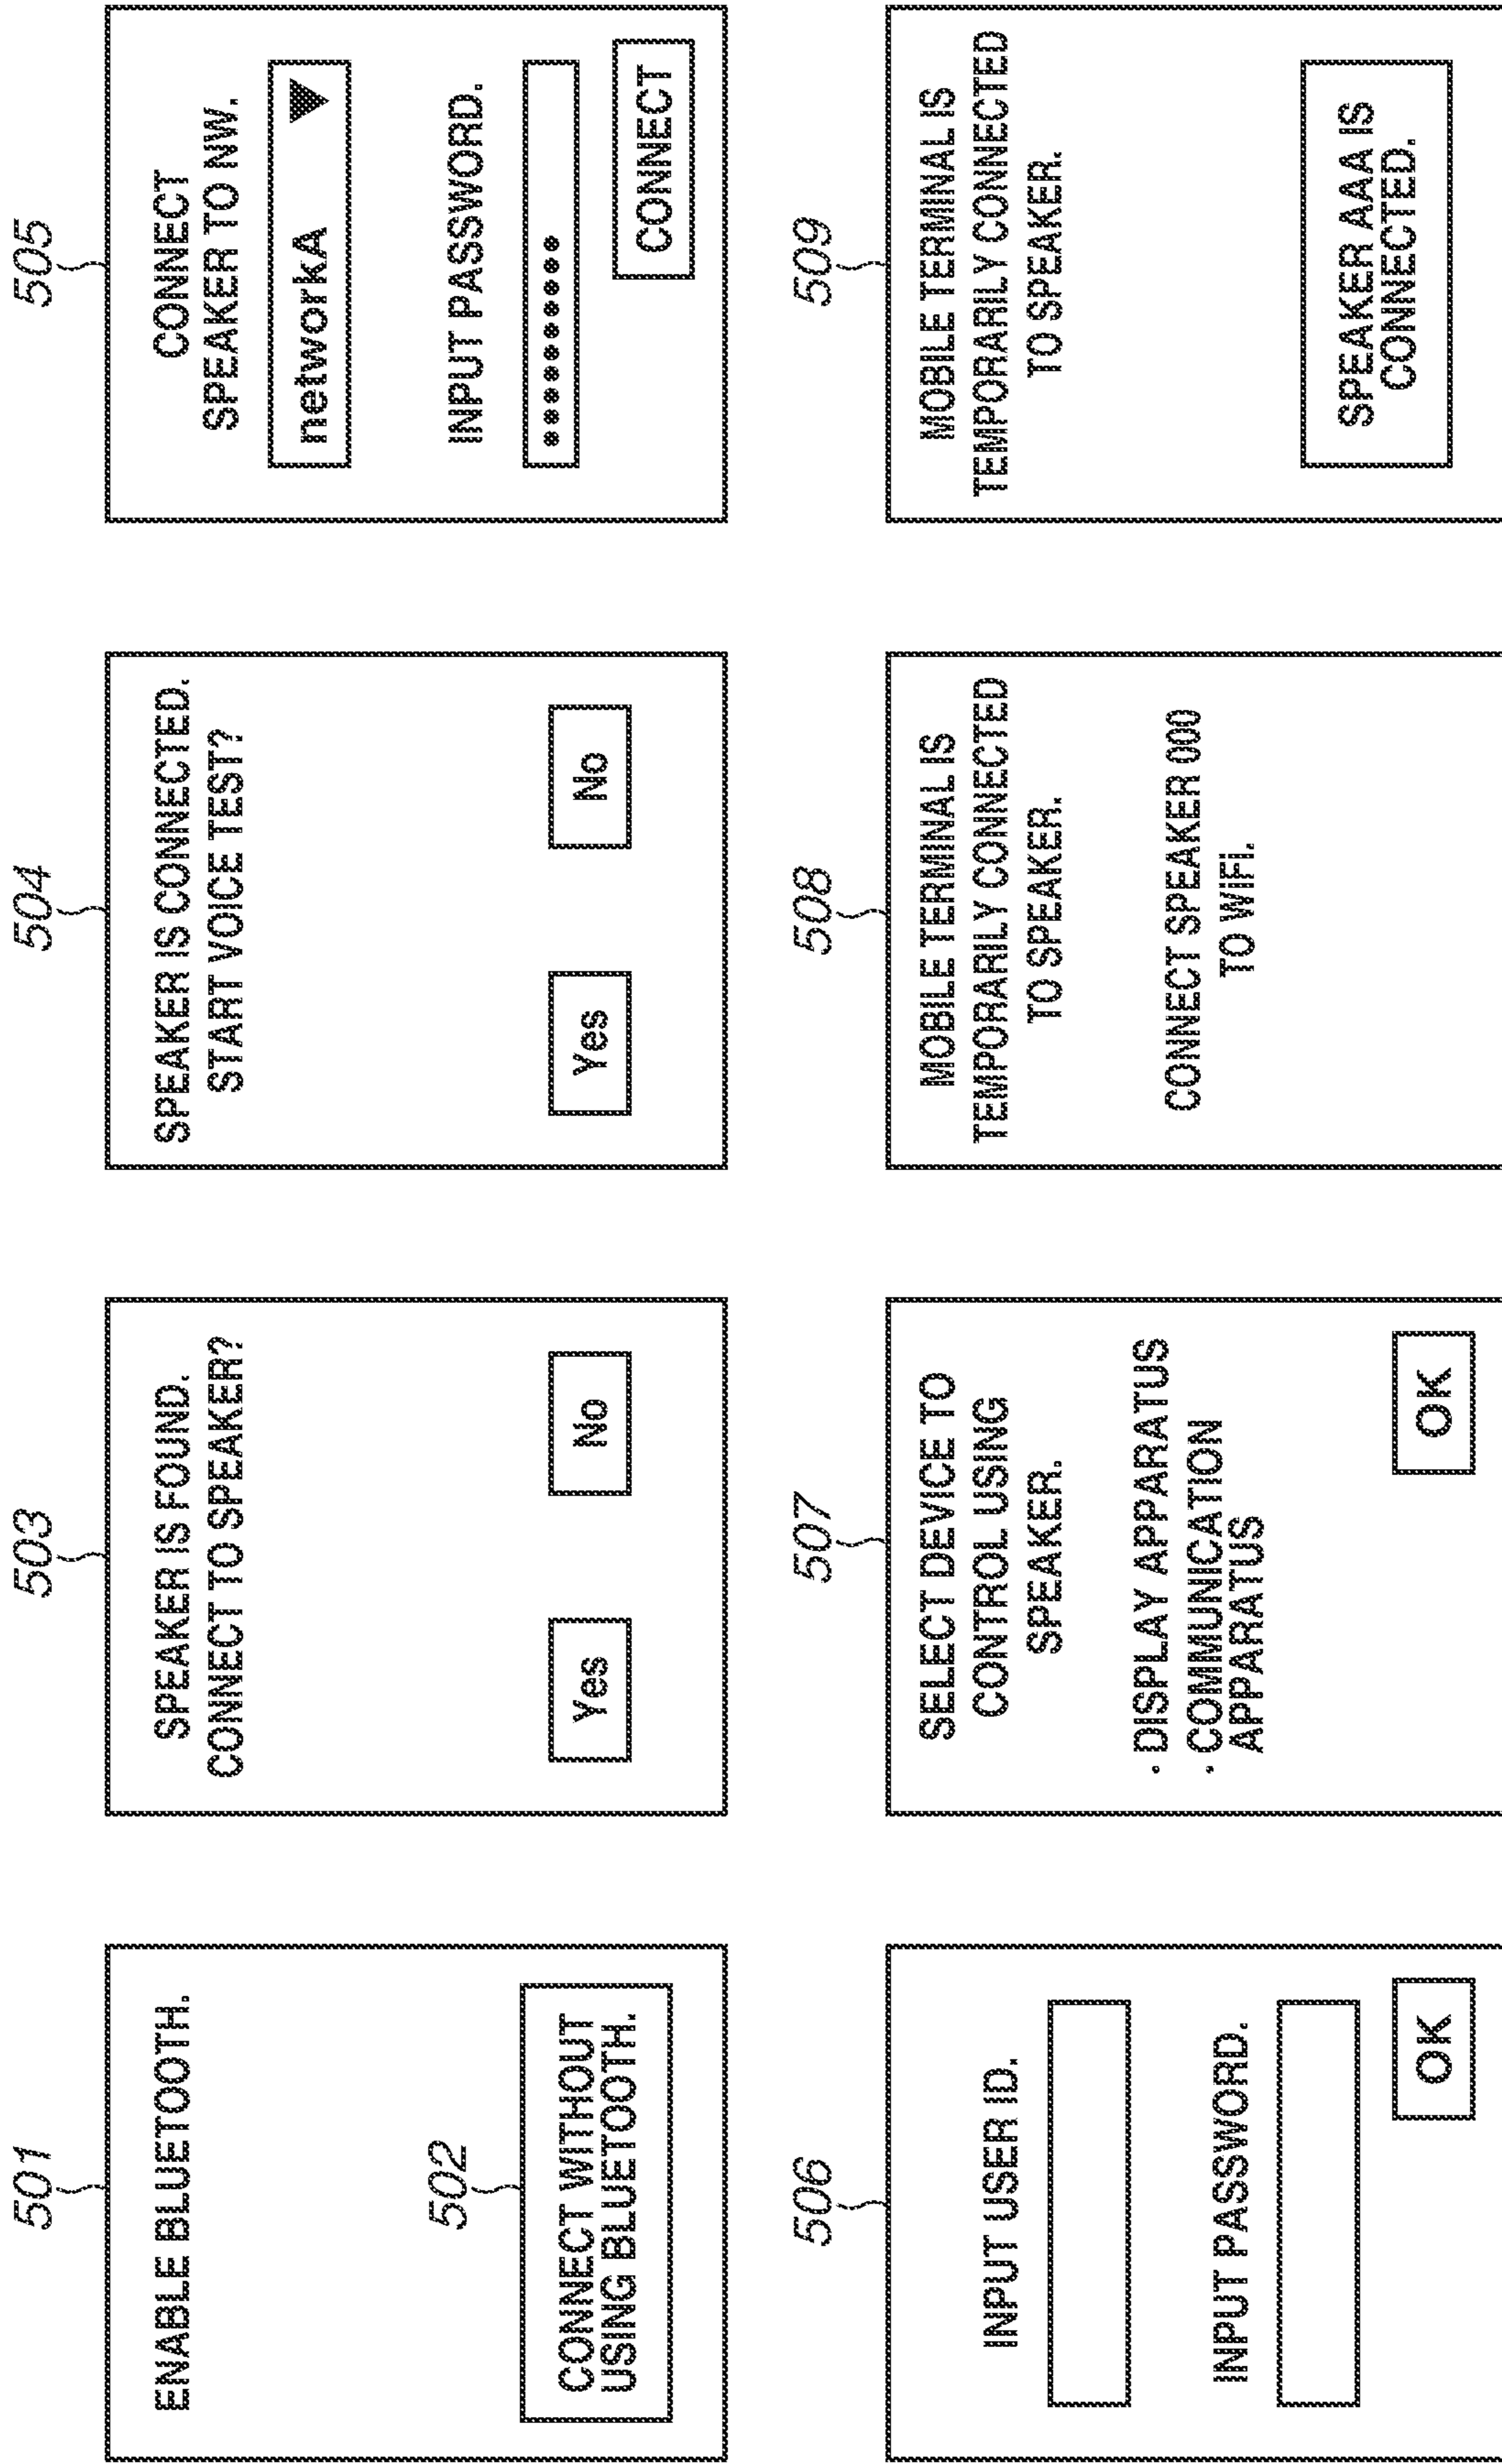 501
ENABLE BLUETOOTH.
502
CONNECT WITHOUT
USING BLUETOOTH.
503
SPEAKER IS FOUND.
CONNECT TO SPEAKER?
Yes
No
504
SPEAKER IS CONNECTED.
START VOICE TEST?
Yes
No
505
CONNECT
SPEAKER TO NW.
networkA
INPUT PASSWORD.
CONNECT
506
INPUT USER ID.
INPUT PASSWORD.
OK
507
SELECT DEVICE TO
CONTROL USING
SPEAKER.
· DISPLAY APPARATUS
· COMMUNICATION
APPARATUS
OK
508
MOBILE TERMINAL IS
TEMPORARILY CONNECTED
TO SPEAKER.
CONNECT SPEAKER 000
TO WIFI.
509
MOBILE TERMINAL IS
TEMPORARILY CONNECTED
TO SPEAKER.
SPEAKER AAA IS
CONNECTED.